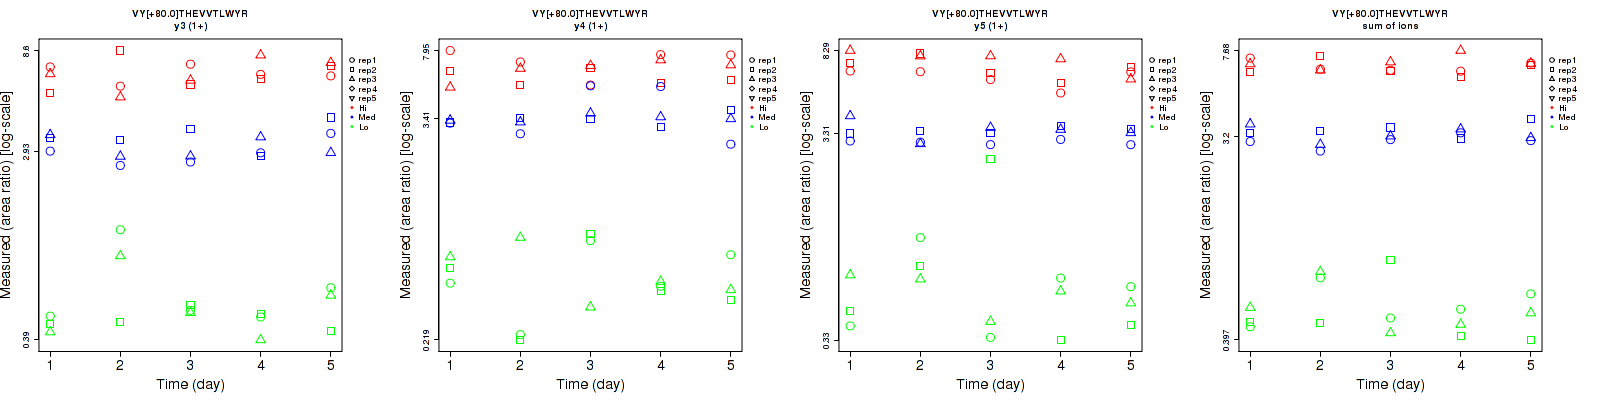 VY[+80.0]THEVVTLWYR
y3 (1+)
Measured (area ratio) [log-scale]
8.6
2.93
0.39
1 2 3 4 5
Time (day)
rep1
rep2
rep3
rep4
rep5
Hi
Med
Lo
VY[+80.0]THEVVTLWYR
y4 (1+)
Measured (area ratio) [log-scale]
7.95
3.41
0.219
1 2 3 4 5
Time (day)
rep1
rep2
rep3
rep4
rep5
Hi
Med
Lo
VY[+80.0]THEVVTLWYR
y5 (1+)
Measured (area ratio) [log-scale]
8.29
3.31
0.33
1 2 3 4 5
Time (day)
rep1
rep2
rep3
rep4
rep5
Hi
Med
Lo
VY[+80.0]THEVVTLWYR
sum of ions
Measured (area ratio) [log-scale]
7.68
3.2
0.397
1 2 3 4 5
Time (day)
rep1
rep2
rep3
rep4
rep5
Hi
Med
Lo